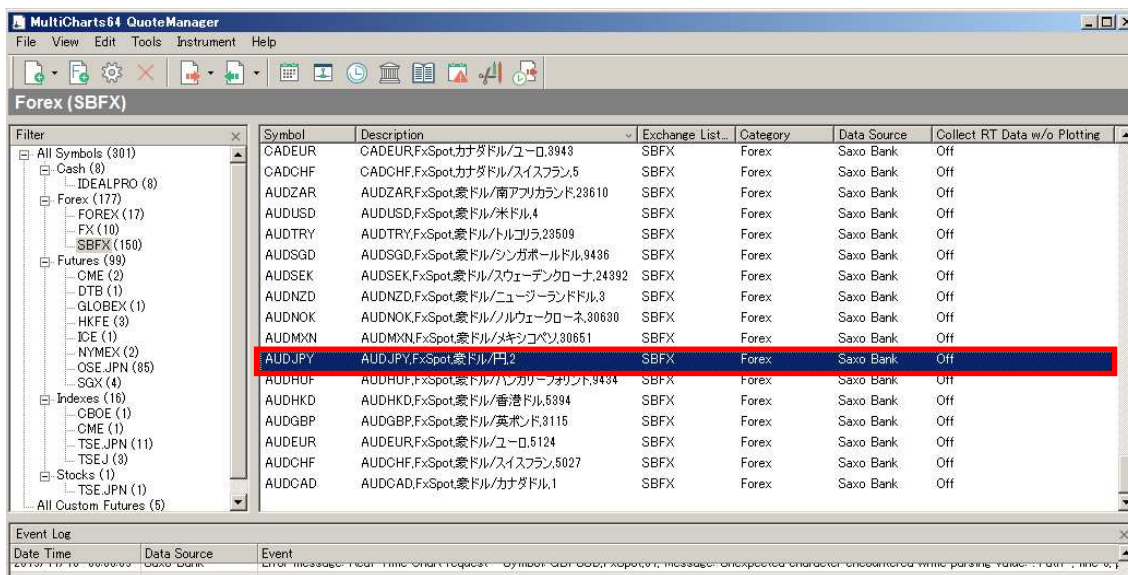 MultiCharts64 QuoteManager
File View Edit Tools Instrument Help
Forex (SBFX)
Filter
All Symbols (301)
Cash (8)
IDEALPRO (8)
Forex (177)
FOREX (17)
FX (10)
SBFX (150)
Futures (99)
CME (2)
DTB (1)
GLOBEX (1)
HKFE (3)
ICE (1)
NYMEX (2)
OSE.JPN (85)
SGX (4)
Indexes (16)
CBOE (1)
CME (1)
TSE.JPN (11)
TSEJ (3)
Stocks (1)
TSE.JPN (1)
All Custom Futures (5)
Symbol Description Exchange List... Category Data Source Collect RT Data w/o Plotting
CADEUR CADEUR,FxSpot,カナダドル/ユーロ,3943 SBFX Forex Saxo Bank Off
CADCHF CADCHF,FxSpot,カナダドル/スイスフラン,5 SBFX Forex Saxo Bank Off
AUDZAR AUDZAR,FxSpot,豪ドル/南アフリカランド,23610 SBFX Forex Saxo Bank Off
AUDUSD AUDUSD,FxSpot,豪ドル/米ドル,4 SBFX Forex Saxo Bank Off
AUDTRY AUDTRY,FxSpot,豪ドル/トルコリラ,23509 SBFX Forex Saxo Bank Off
AUDSGD AUDSGD,FxSpot,豪ドル/シンガポールドル,9436 SBFX Forex Saxo Bank Off
AUDSEK AUDSEK,FxSpot,豪ドル/スウェーデンクローナ,24392 SBFX Forex Saxo Bank Off
AUDNZD AUDNZD,FxSpot,豪ドル/ニュージーランドドル,3 SBFX Forex Saxo Bank Off
AUDNOK AUDNOK,FxSpot,豪ドル/ノルウェークローネ,30630 SBFX Forex Saxo Bank Off
AUDMXN AUDMXN,FxSpot,豪ドル/メキシコペソ,30651 SBFX Forex Saxo Bank Off
AUDJPY AUDJPY,FxSpot,豪ドル/円,2 SBFX Forex Saxo Bank Off
AUDHUF AUDHUF,FxSpot,豪ドル/ハンガリーフォリント,9434 SBFX Forex Saxo Bank Off
AUDHKD AUDHKD,FxSpot,豪ドル/香港ドル,5394 SBFX Forex Saxo Bank Off
AUDGBP AUDGBP,FxSpot,豪ドル/英ポンド,3115 SBFX Forex Saxo Bank Off
AUDEUR AUDEUR,FxSpot,豪ドル/ユーロ,5124 SBFX Forex Saxo Bank Off
AUDCHF AUDCHF,FxSpot,豪ドル/スイスフラン,5027 SBFX Forex Saxo Bank Off
AUDCAD AUDCAD,FxSpot,豪ドル/カナダドル,1 SBFX Forex Saxo Bank Off
Event Log
Date Time Data Source Event